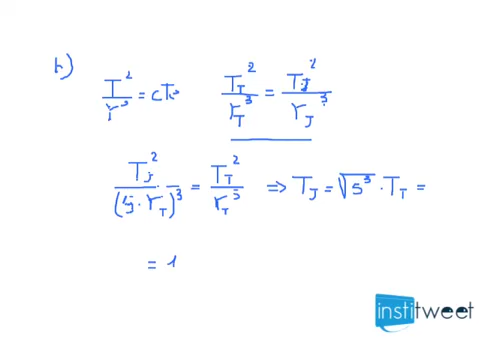 b)
T²/r³ = cte    T_T²/r_T³ = T_J²/r_J³
T_J²/(5·r_T)³ = T_T²/r_T³ ⇒ T_J = √5³ · T_T =
= 1
institweet